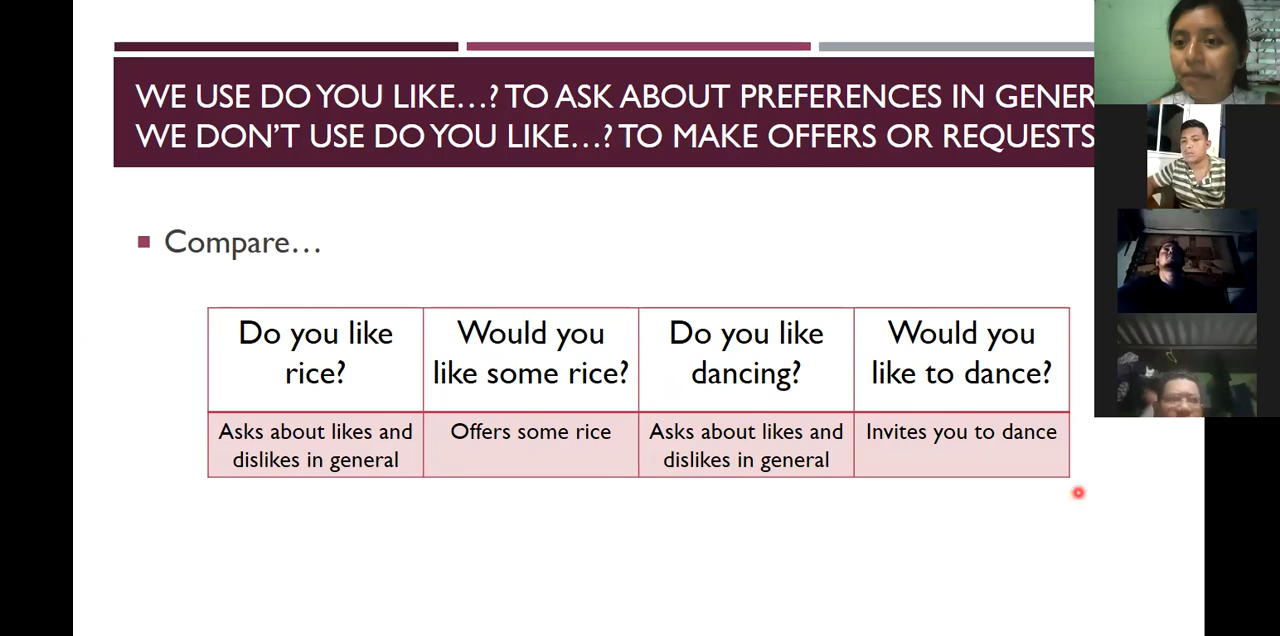 WE USE DO YOU LIKE…? TO ASK ABOUT PREFERENCES IN
WE DON'T USE DO YOU LIKE…? TO MAKE OFFERS OR REQUESTS
Compare…
Do you like
rice?
Would you
like some rice?
Do you like
dancing?
Would you
like to dance?
Asks about likes and
dislikes in general
Offers some rice
Asks about likes and
dislikes in general
Invites you to dance